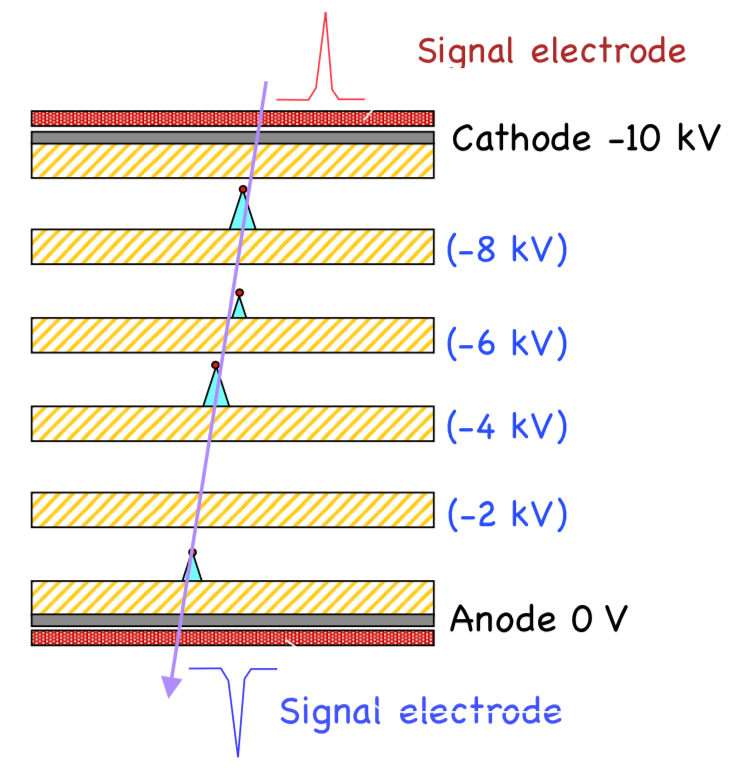 Signal electrode
Cathode -10 kV
(-8 kV)
(-6 kV)
(-4 kV)
(-2 kV)
Anode 0 V
Signal electrode